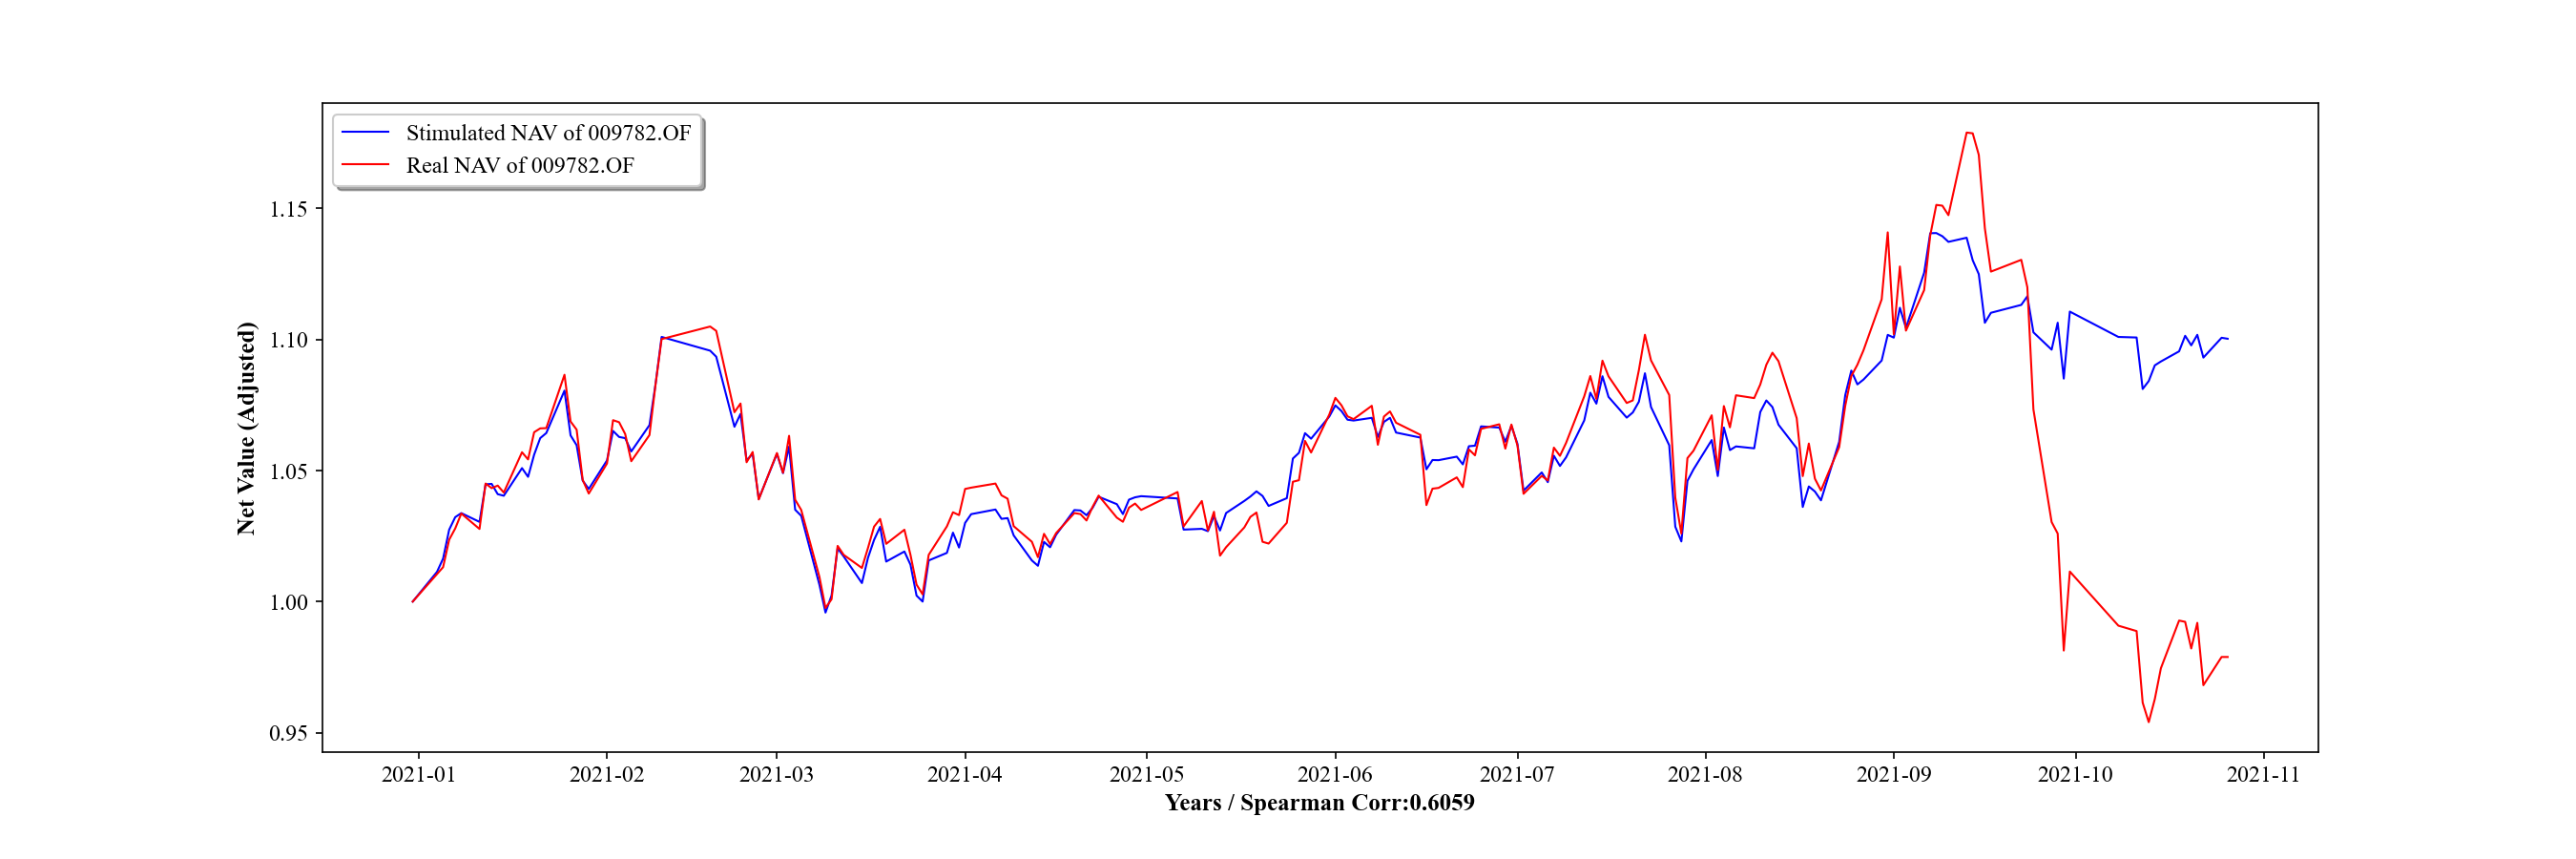 Stimulated NAV of 009782.OF
Real NAV of 009782.OF
Net Value (Adjusted)
1.15
1.10
1.05
1.00
0.95
2021-01 2021-02 2021-03 2021-04 2021-05 2021-06 2021-07 2021-08 2021-09 2021-10 2021-11
Years / Spearman Corr:0.6059